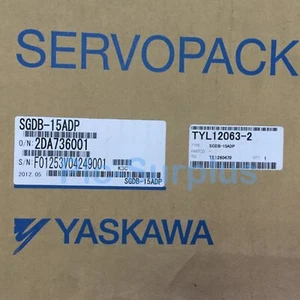 SERVOPACK
SGDB-15ADP
O/N: 2DA736001
S/N: F01253V04249001
2012.05
SGDB-15ADP
TYL12063-2
SGDB-15ADP
YASKAWA